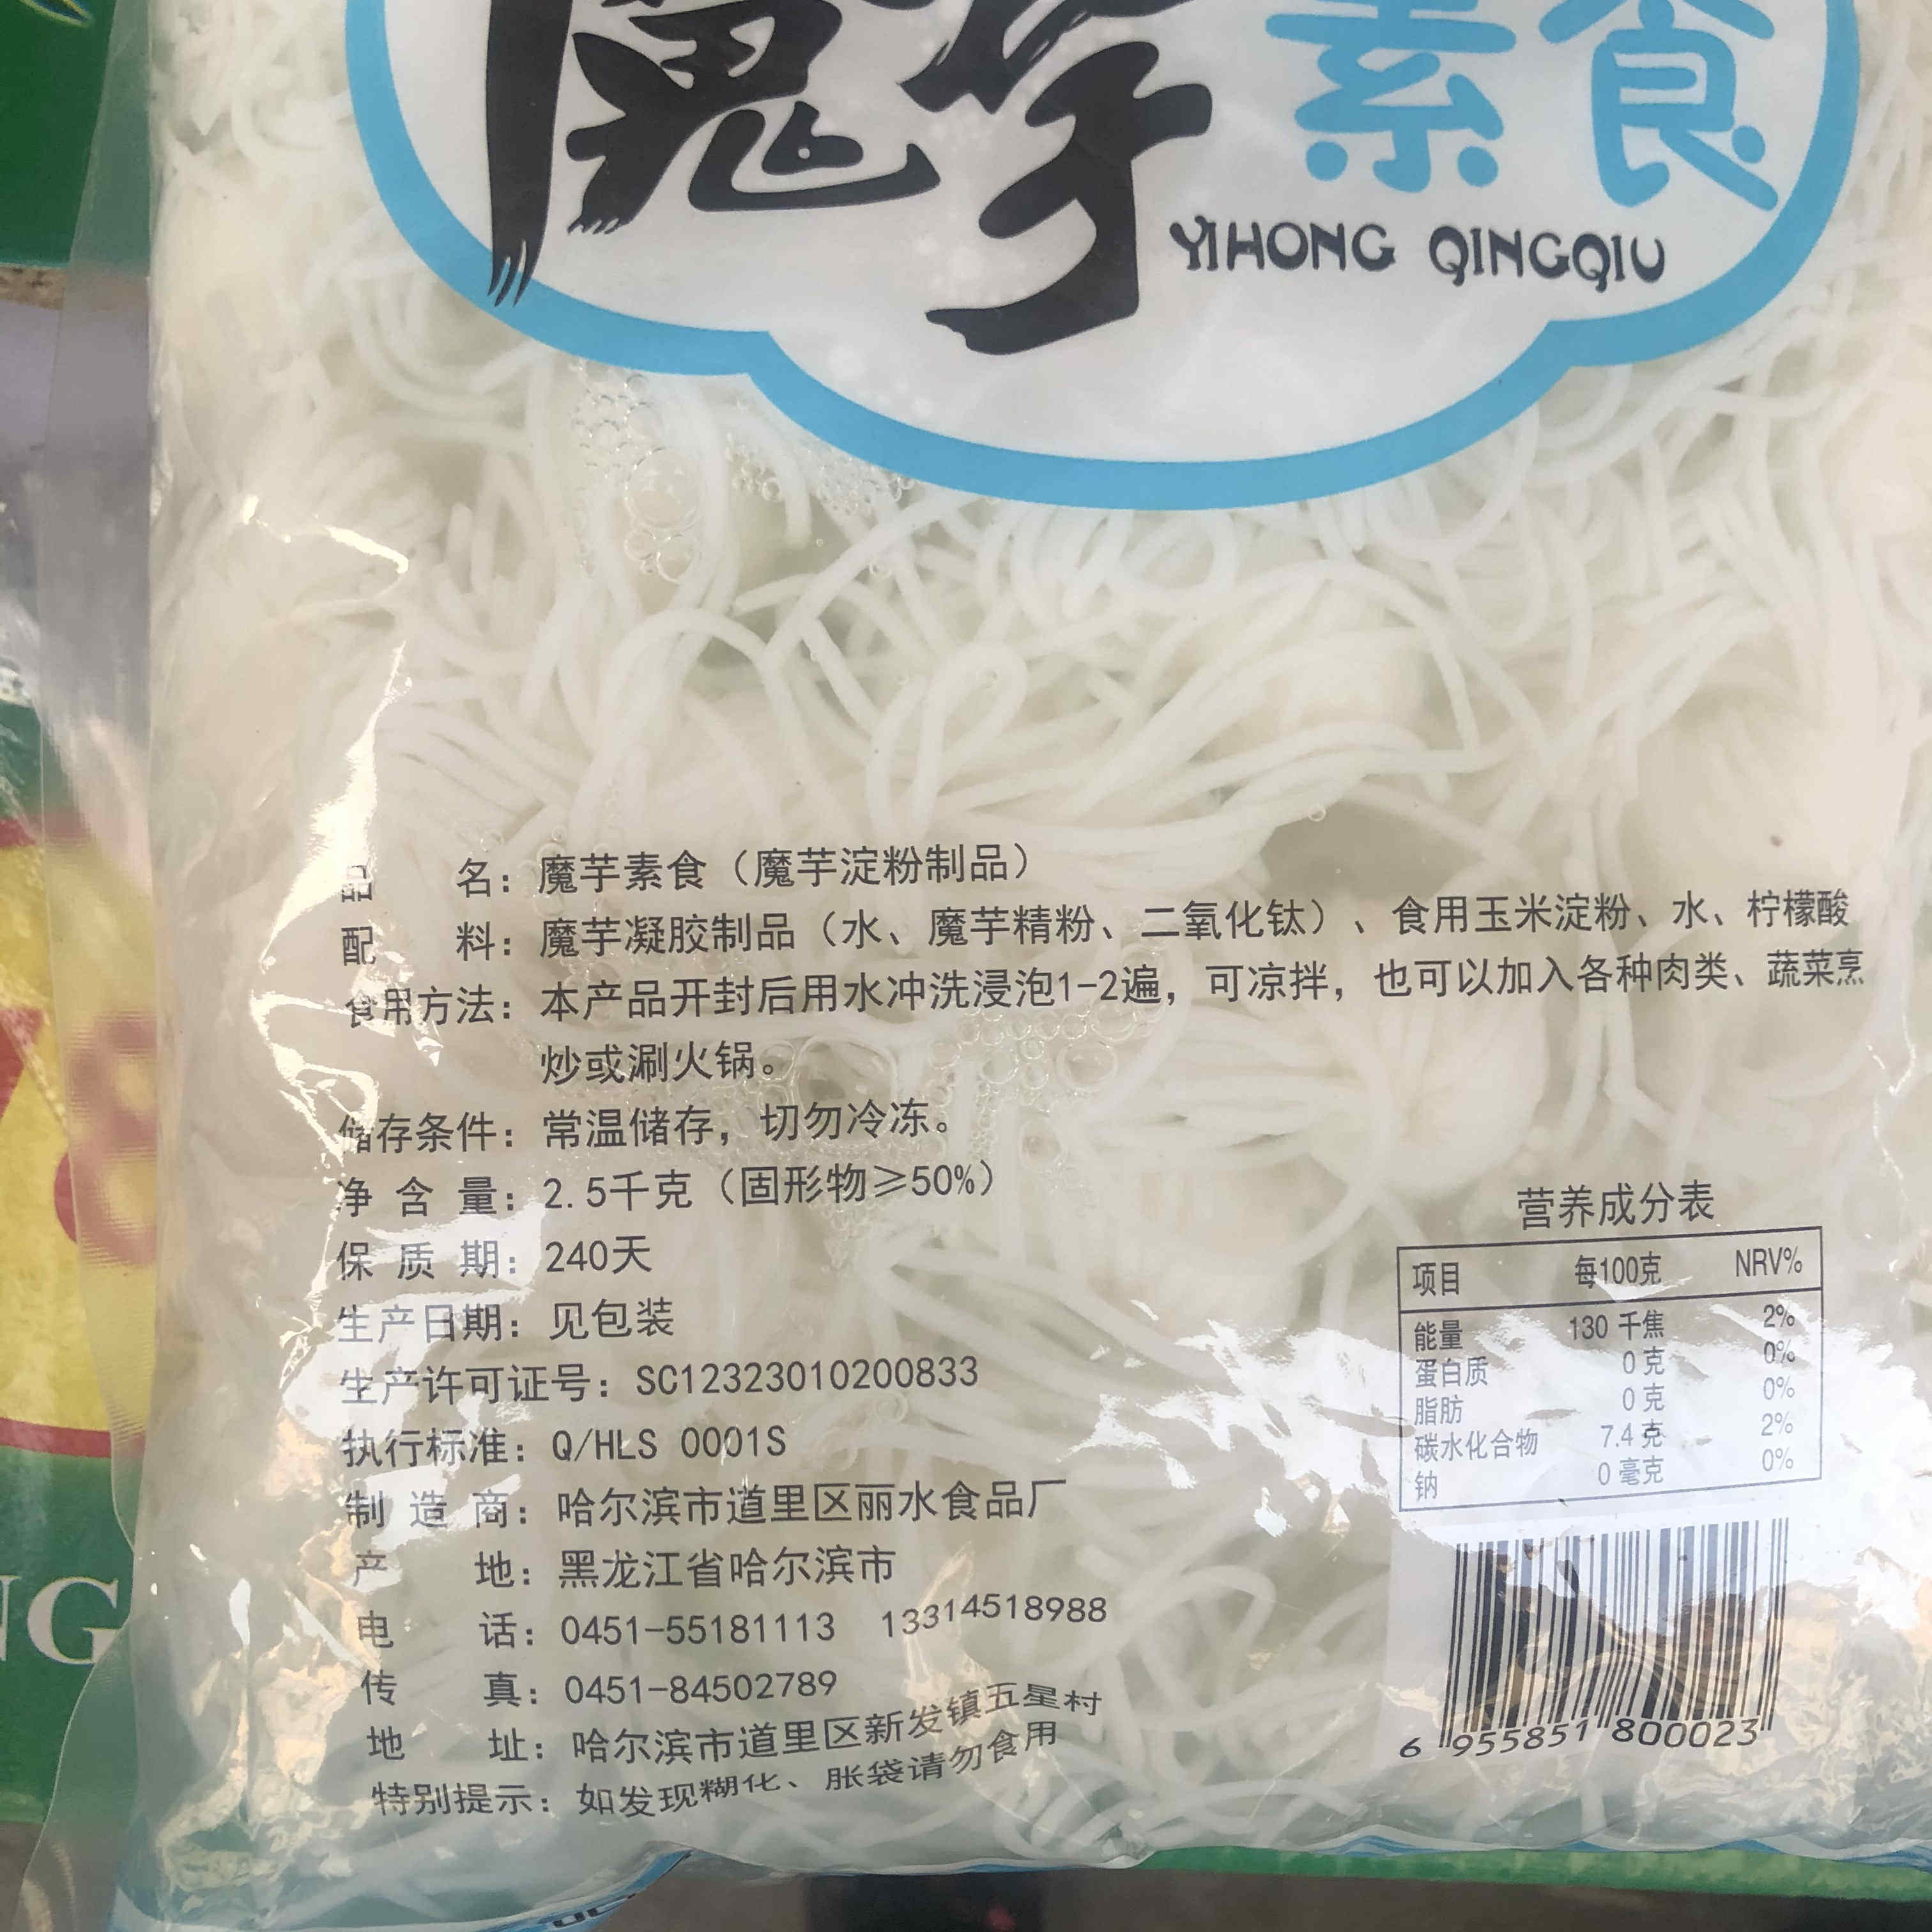 魔芋素食
YIHONG QINGQIU
品名：魔芋素食（魔芋淀粉制品）
配料：魔芋凝胶制品（水、魔芋精粉、二氧化钛）、食用玉米淀粉、水、柠檬酸
食用方法：本产品开封后用水冲洗浸泡1-2遍，可凉拌，也可以加入各种肉类、蔬菜烹
炒或涮火锅。
储存条件：常温储存，切勿冷冻。
净含量：2.5千克（固形物≥50%）
保质期：240天
生产日期：见包装
生产许可证号：SC12323010200833
执行标准：Q/HLS 0001S
制造商：哈尔滨市道里区丽水食品厂
产地：黑龙江省哈尔滨市
电话：0451-55181113 13314518988
传真：0451-84502789
地址：哈尔滨市道里区新发镇五星村
特别提示：如发现糊化、胀袋请勿食用
营养成分表
项目 每100克 NRV%
能量 130 千焦 2%
蛋白质 0 克 0%
脂肪 0 克 0%
碳水化合物 7.4 克 2%
钠 0 毫克 0%
6 955851 800023
8
NG